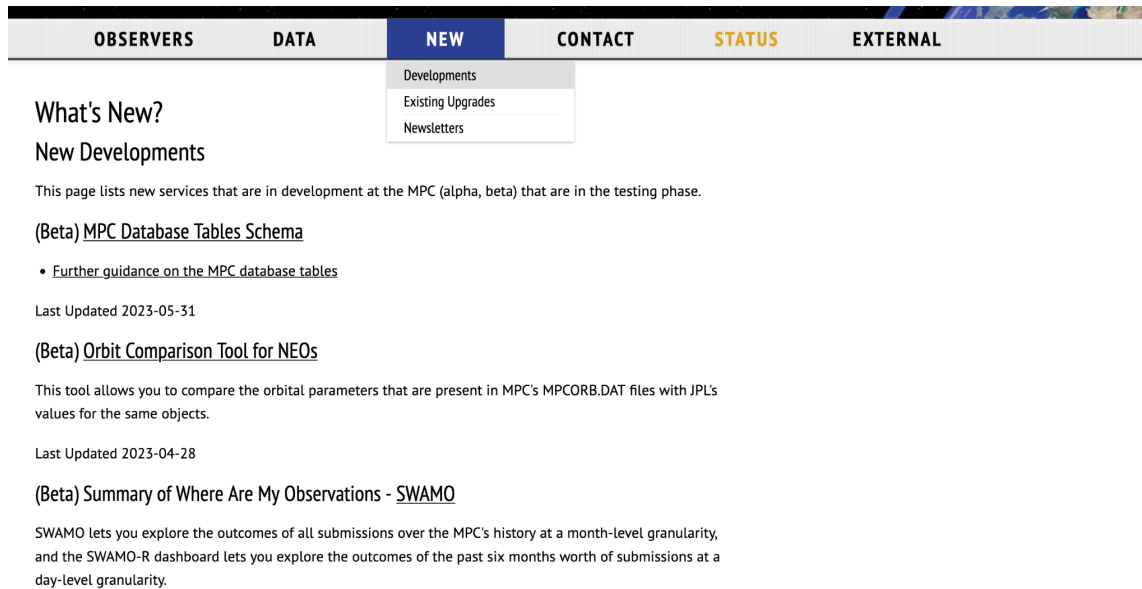 OBSERVERS DATA NEW CONTACT STATUS EXTERNAL
Developments
Existing Upgrades
Newsletters
What's New?
New Developments
This page lists new services that are in development at the MPC (alpha, beta) that are in the testing phase.
(Beta) MPC Database Tables Schema
• Further guidance on the MPC database tables
Last Updated 2023-05-31
(Beta) Orbit Comparison Tool for NEOs
This tool allows you to compare the orbital parameters that are present in MPC's MPCORB.DAT files with JPL's
values for the same objects.
Last Updated 2023-04-28
(Beta) Summary of Where Are My Observations - SWAMO
SWAMO lets you explore the outcomes of all submissions over the MPC's history at a month-level granularity,
and the SWAMO-R dashboard lets you explore the outcomes of the past six months worth of submissions at a
day-level granularity.